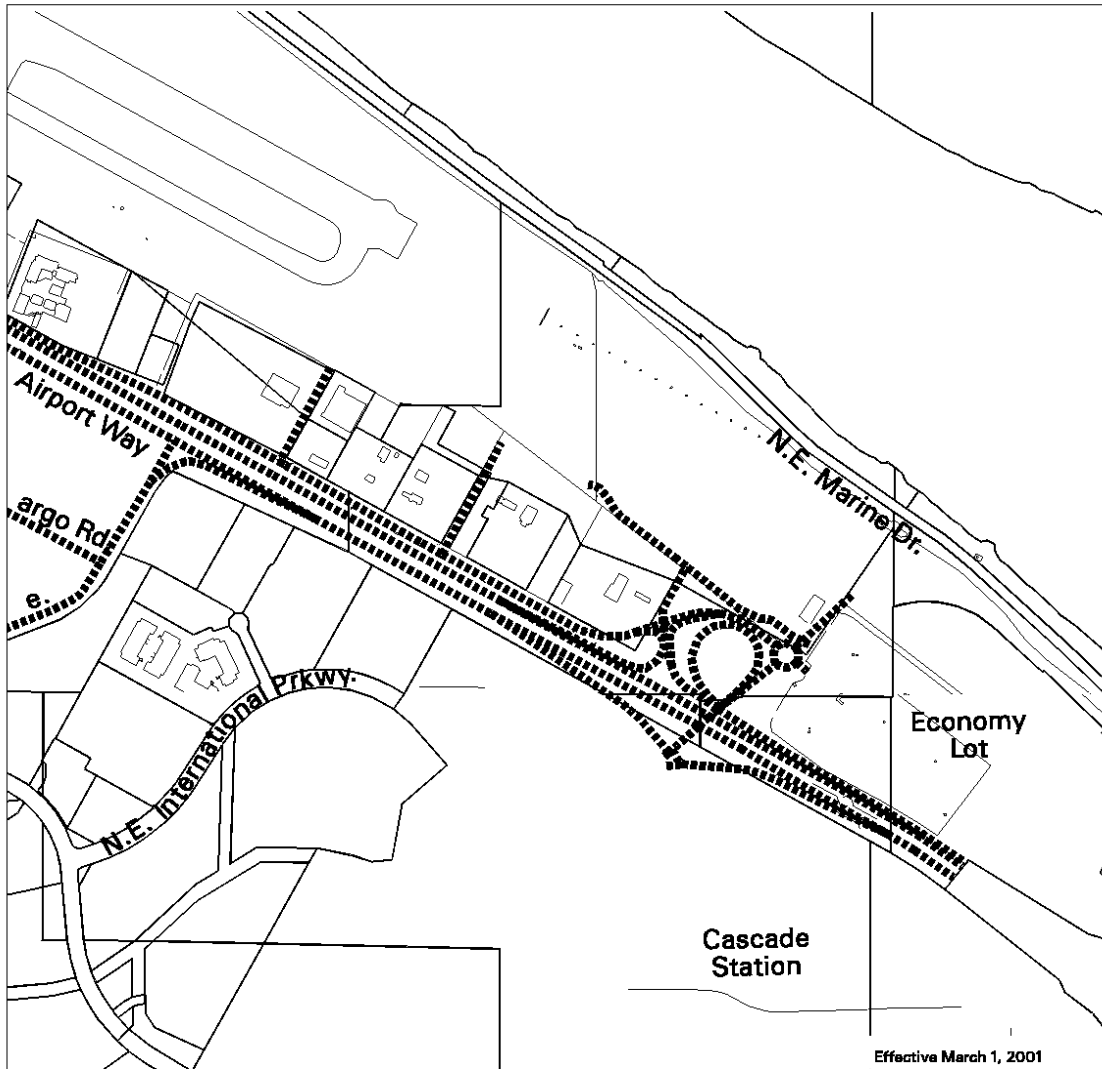 Airport Way
N.E. Marine Dr.
argo Rd.
e.
N.E. International Prkwy.
Economy
Lot
Cascade
Station
Effective March 1, 2001